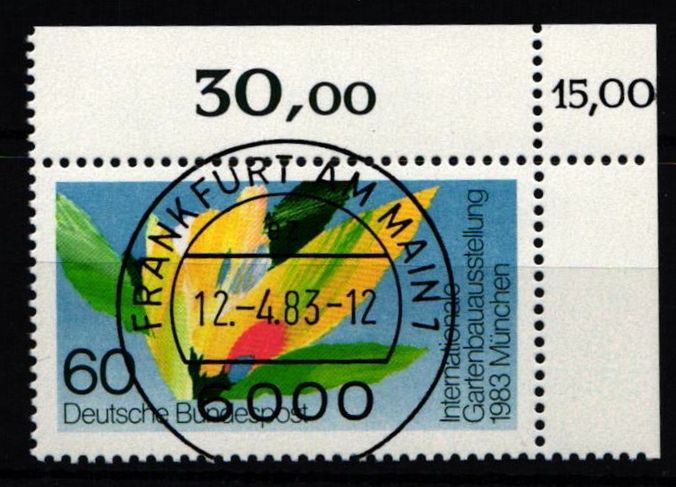 30,00
15,00
FRANKFURT AM MAIN 1
12.-4.83-12
6000
60
Deutsche Bundespost
Internationale
Gartenbauausstellung
1983 München